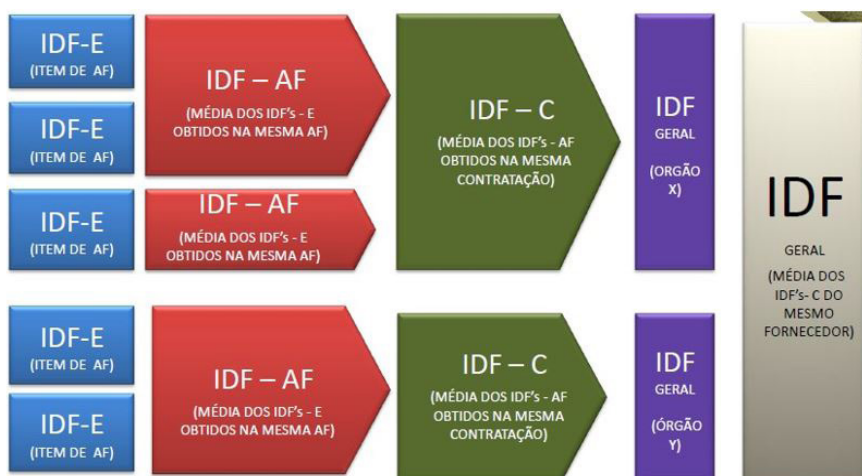 IDF-E
(ITEM DE AF)
IDF-E
(ITEM DE AF)
IDF-E
(ITEM DE AF)
IDF – AF
(MÉDIA DOS IDF's - E
OBTIDOS NA MESMA AF)
IDF – AF
(MÉDIA DOS IDF's - E
OBTIDOS NA MESMA AF)
IDF – C
(MÉDIA DOS IDF's - AF
OBTIDOS NA MESMA
CONTRATAÇÃO)
IDF
GERAL
(ORGÃO
X)
IDF-E
(ITEM DE AF)
IDF-E
(ITEM DE AF)
IDF – AF
(MÉDIA DOS IDF's - E
OBTIDOS NA MESMA AF)
IDF – C
(MÉDIA DOS IDF's - AF
OBTIDOS NA MESMA
CONTRATAÇÃO)
IDF
GERAL
(ÓRGÃO
Y)
IDF
GERAL
(MÉDIA DOS
IDF's- C DO
MESMO
FORNECEDOR)